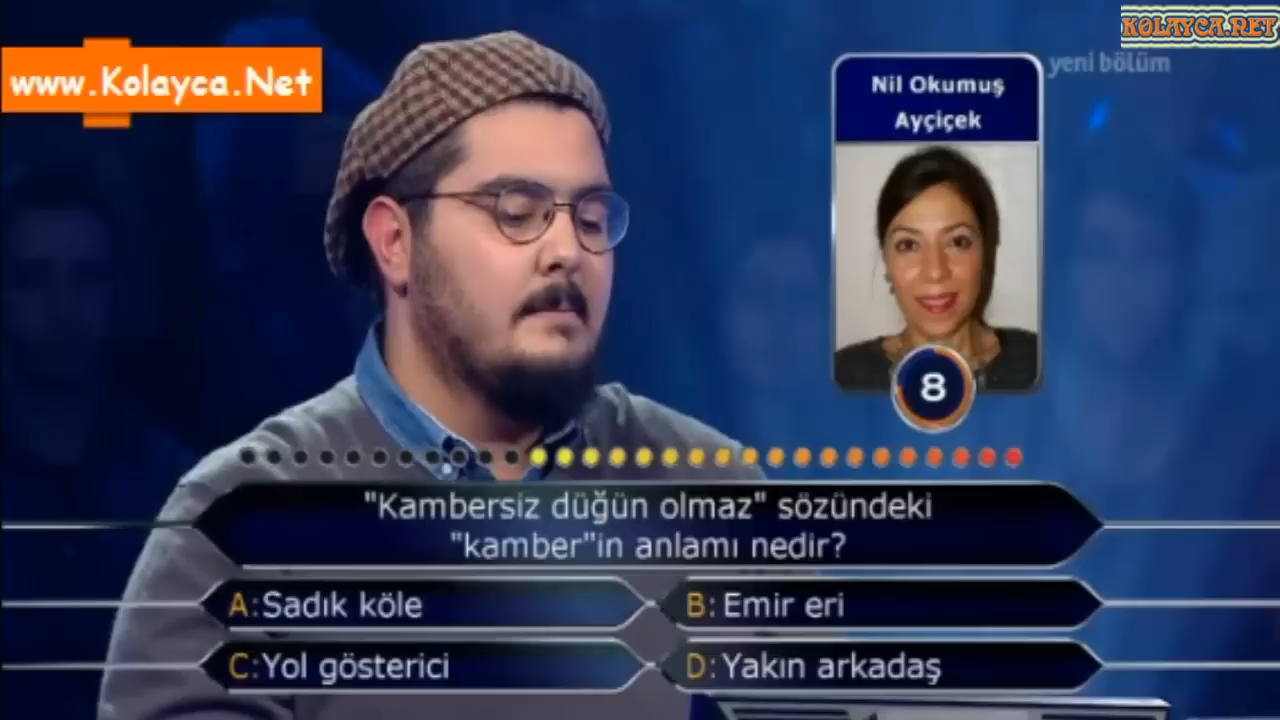 KOLAYCA.NET
www.Kolayca.Net
yeni bölüm
Nil Okumuş
Ayçiçek
8
"Kambersiz düğün olmaz" sözündeki
"kamber"in anlamı nedir?
A:Sadık köle
B:Emir eri
C:Yol gösterici
D:Yakın arkadaş